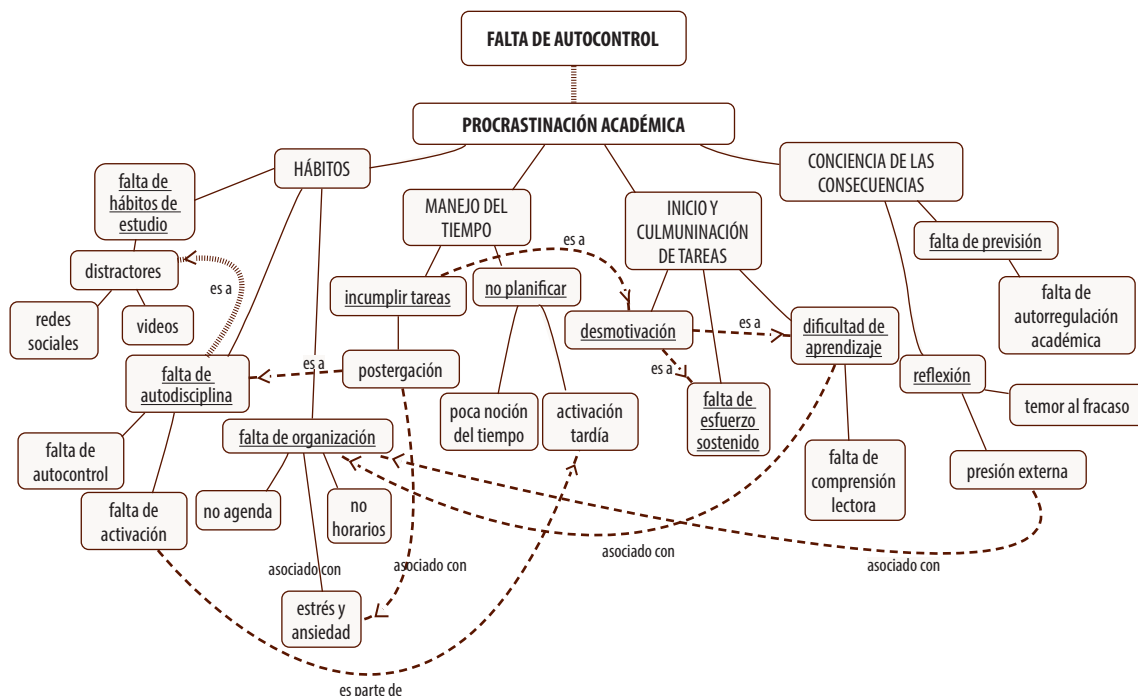 FALTA DE AUTOCONTROL
PROCRASTINACIÓN ACADÉMICA
HÁBITOS
CONCIENCIA DE LAS
CONSECUENCIAS
falta de
hábitos de
estudio
MANEJO DEL
TIEMPO
INICIO Y
CULMUNINACIÓN
DE TAREAS
falta de previsión
es a
distractores
es a
incumplir tareas
no planificar
redes
sociales
videos
desmotivación
es a
dificultad de
aprendizaje
falta de
autorregulación
académica
falta de
autodisciplina
es a
postergación
es a
reflexión
poca noción
del tiempo
activación
tardía
falta de
esfuerzo
sostenido
temor al fracaso
falta de
autocontrol
falta de organización
falta de
comprensión
lectora
presión externa
falta de
activación
no agenda
no
horarios
asociado con
asociado con
asociado con
asociado con
estrés y
ansiedad
es parte de